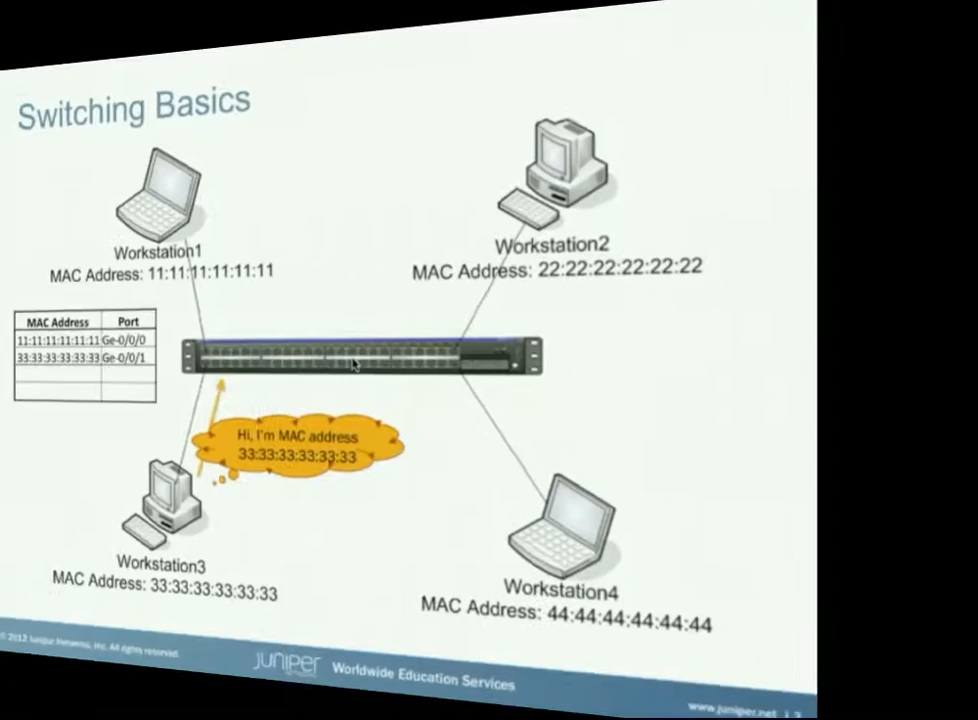 Switching Basics
Workstation1
MAC Address: 11:11:11:11:11:11
Workstation2
MAC Address: 22:22:22:22:22:22
MAC Address Port
11:11:11:11:11:11 Ge-0/0/0
33:33:33:33:33:33 Ge-0/0/1
Hi, I'm MAC address
33:33:33:33:33:33
Workstation3
MAC Address: 33:33:33:33:33:33
Workstation4
MAC Address: 44:44:44:44:44:44
© 2012 Juniper Networks, Inc. All rights reserved.
JUNIPER
NETWORKS
Worldwide Education Services
www.juniper.net